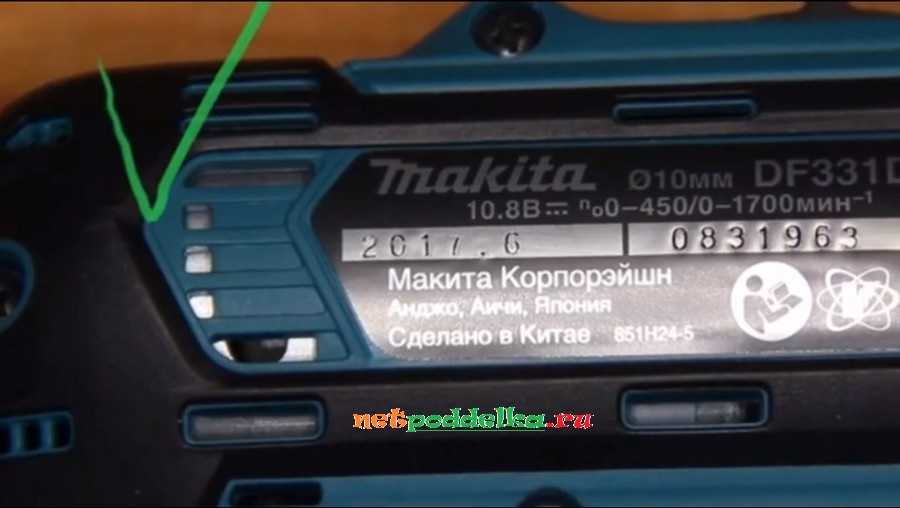 makita Ø10мм DF331D
10.8В n₀0-450/0-1700мин⁻¹
2017.6 0831963
Макита Корпорэйшн
Анджо, Аичи, Япония
Сделано в Китае 851H24-5
netpoddelka.ru